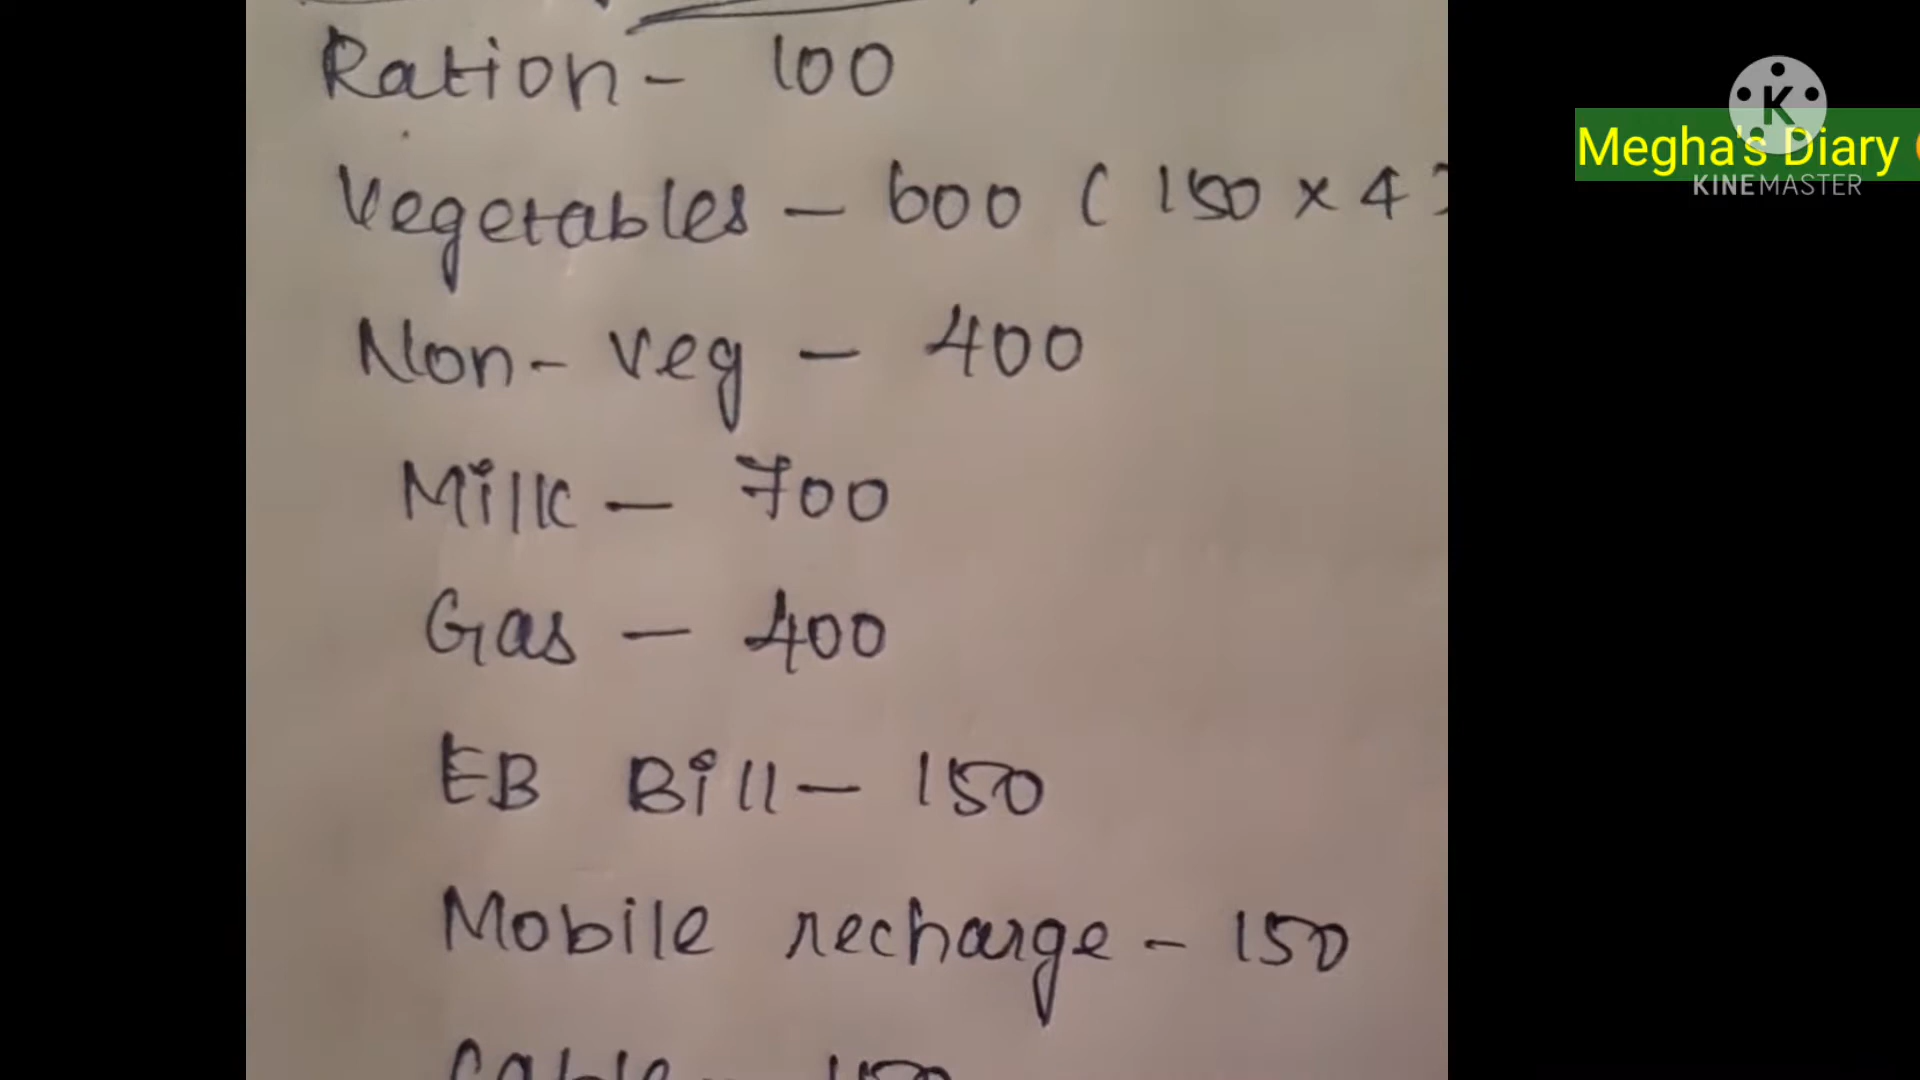 Ration - 100
Vegetables - 600 ( 150 x 4 )
Non-veg - 400
Milk - 700
Gas - 400
EB Bill - 150
Mobile recharge - 150
Cable -
Megha's Diary
K
KINEMASTER